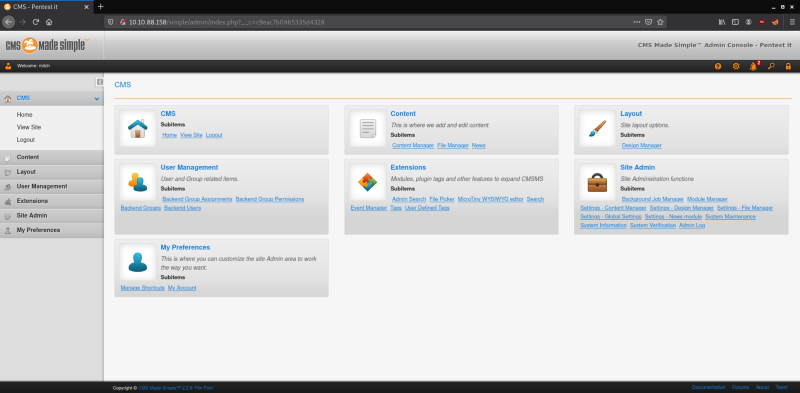 CMS - Pentest it
10.10.88.158/simple/admin/index.php?__c=c9eac7b04b5335d4328
CMS Made Simple™
CMS Made Simple™ Admin Console - Pentest it
Welcome: mitch
2
CMS
Home
View Site
Logout
Content
Layout
User Management
Extensions
Site Admin
My Preferences
CMS
CMS
Subitems
Home View Site Logout
Content
This is where we add and edit content.
Subitems
Content Manager File Manager News
Layout
Site layout options.
Subitems
Design Manager
User Management
User and Group related items.
Subitems
Backend Group Assignments Backend Group Permissions
Backend Groups Backend Users
Extensions
Modules, plugin tags and other features to expand CMSMS
Subitems
Admin Search File Picker MicroTiny WYSIWYG editor Search
Event Manager Tags User Defined Tags
Site Admin
Site Administration functions
Subitems
Background Job Manager Module Manager
Settings - Content Manager Settings - Design Manager Settings - File Manager
Settings - Global Settings Settings - News module System Maintenance
System Information System Verification Admin Log
My Preferences
This is where you can customize the site Admin area to work
the way you want.
Subitems
Manage Shortcuts My Account
Copyright © CMS Made Simple™ 2.2.8
Documentation Forums About Team